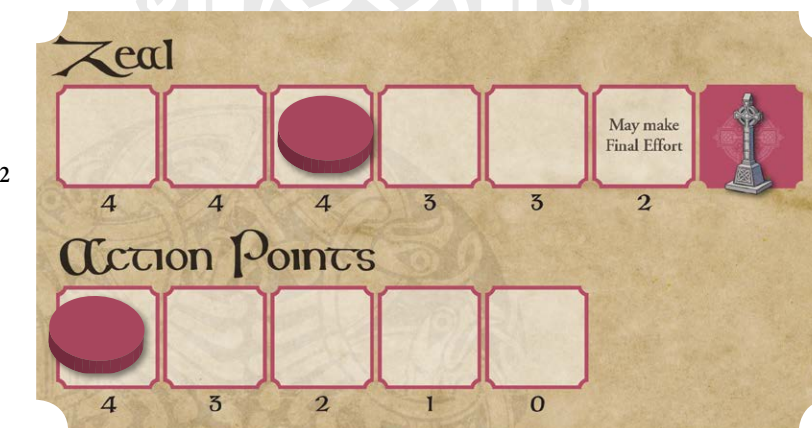 Zeal
May make
Final Effort
2
4 4 4 3 3 2
Action Points
4 3 2 1 0